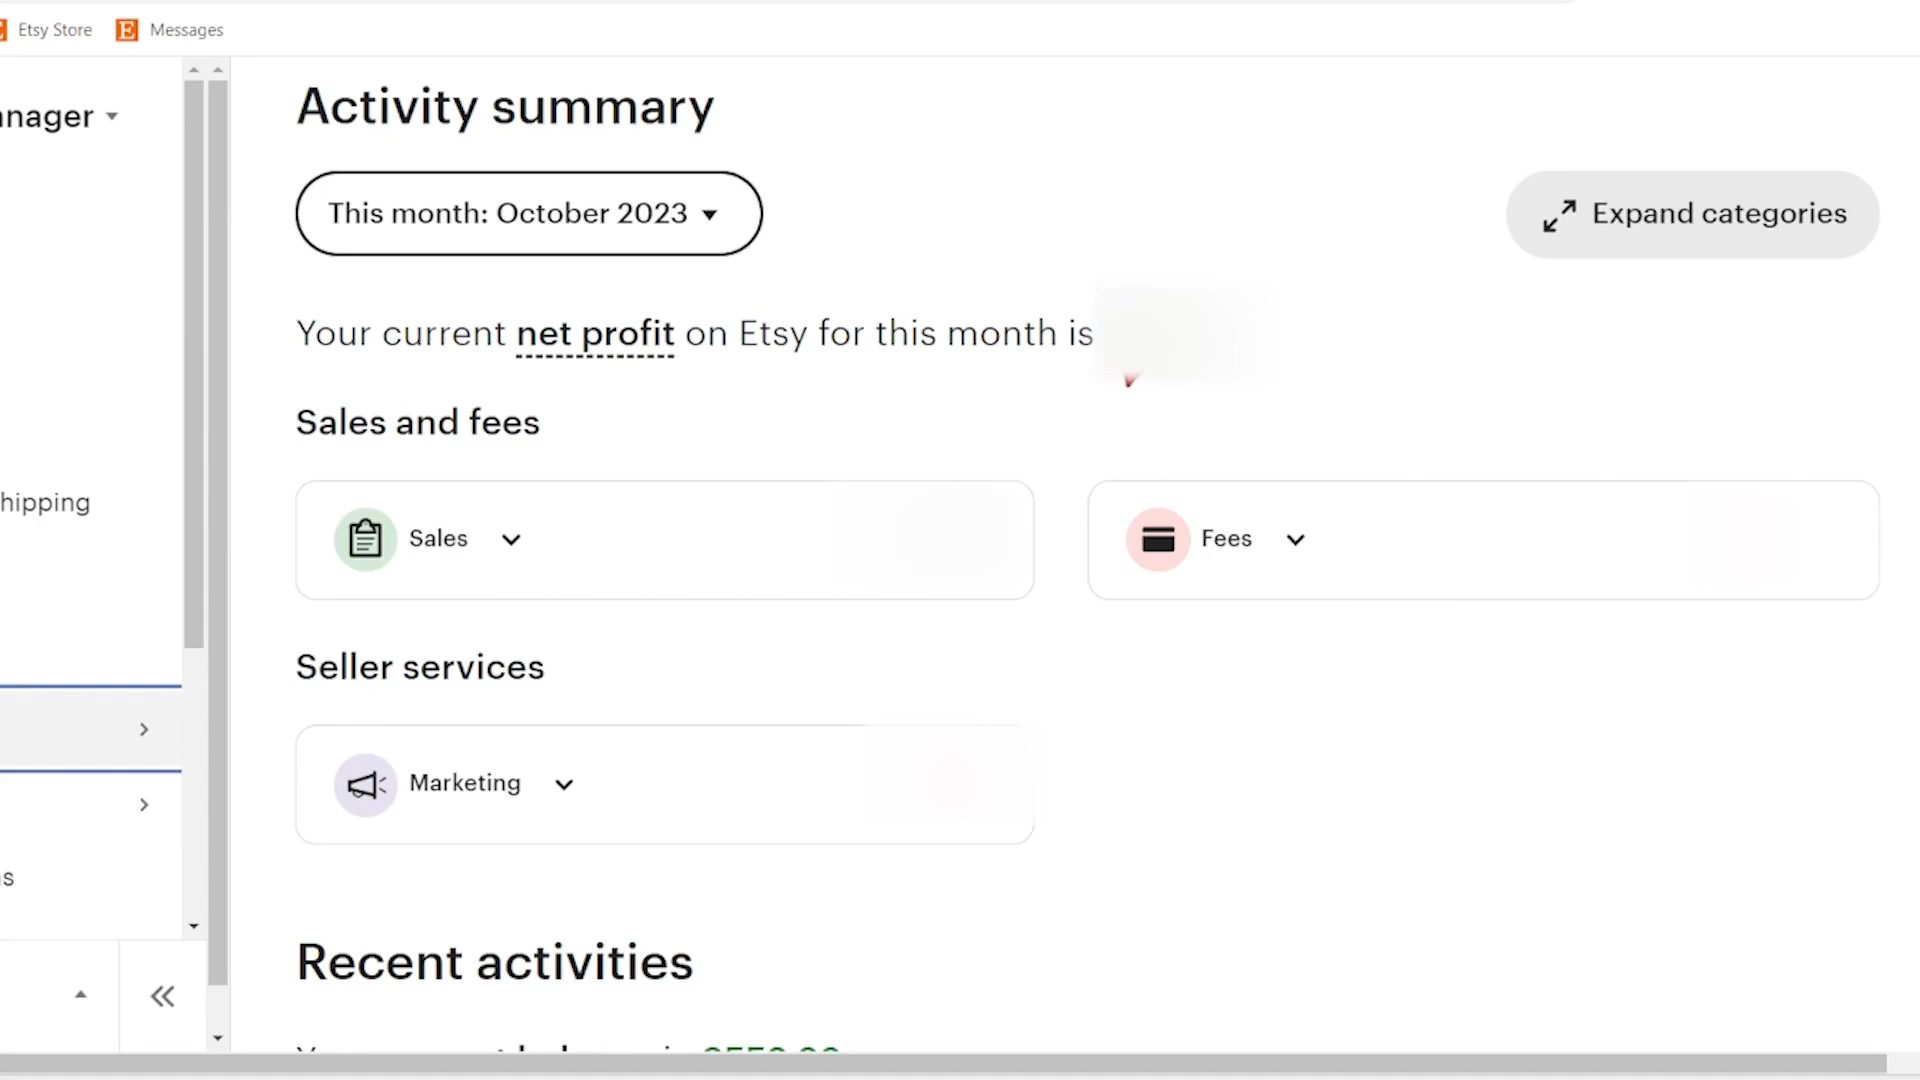 Etsy Store Messages
nager
Activity summary
This month: October 2023
Expand categories
Your current net profit on Etsy for this month is
Sales and fees
hipping
Sales
Fees
Seller services
Marketing
s
Recent activities